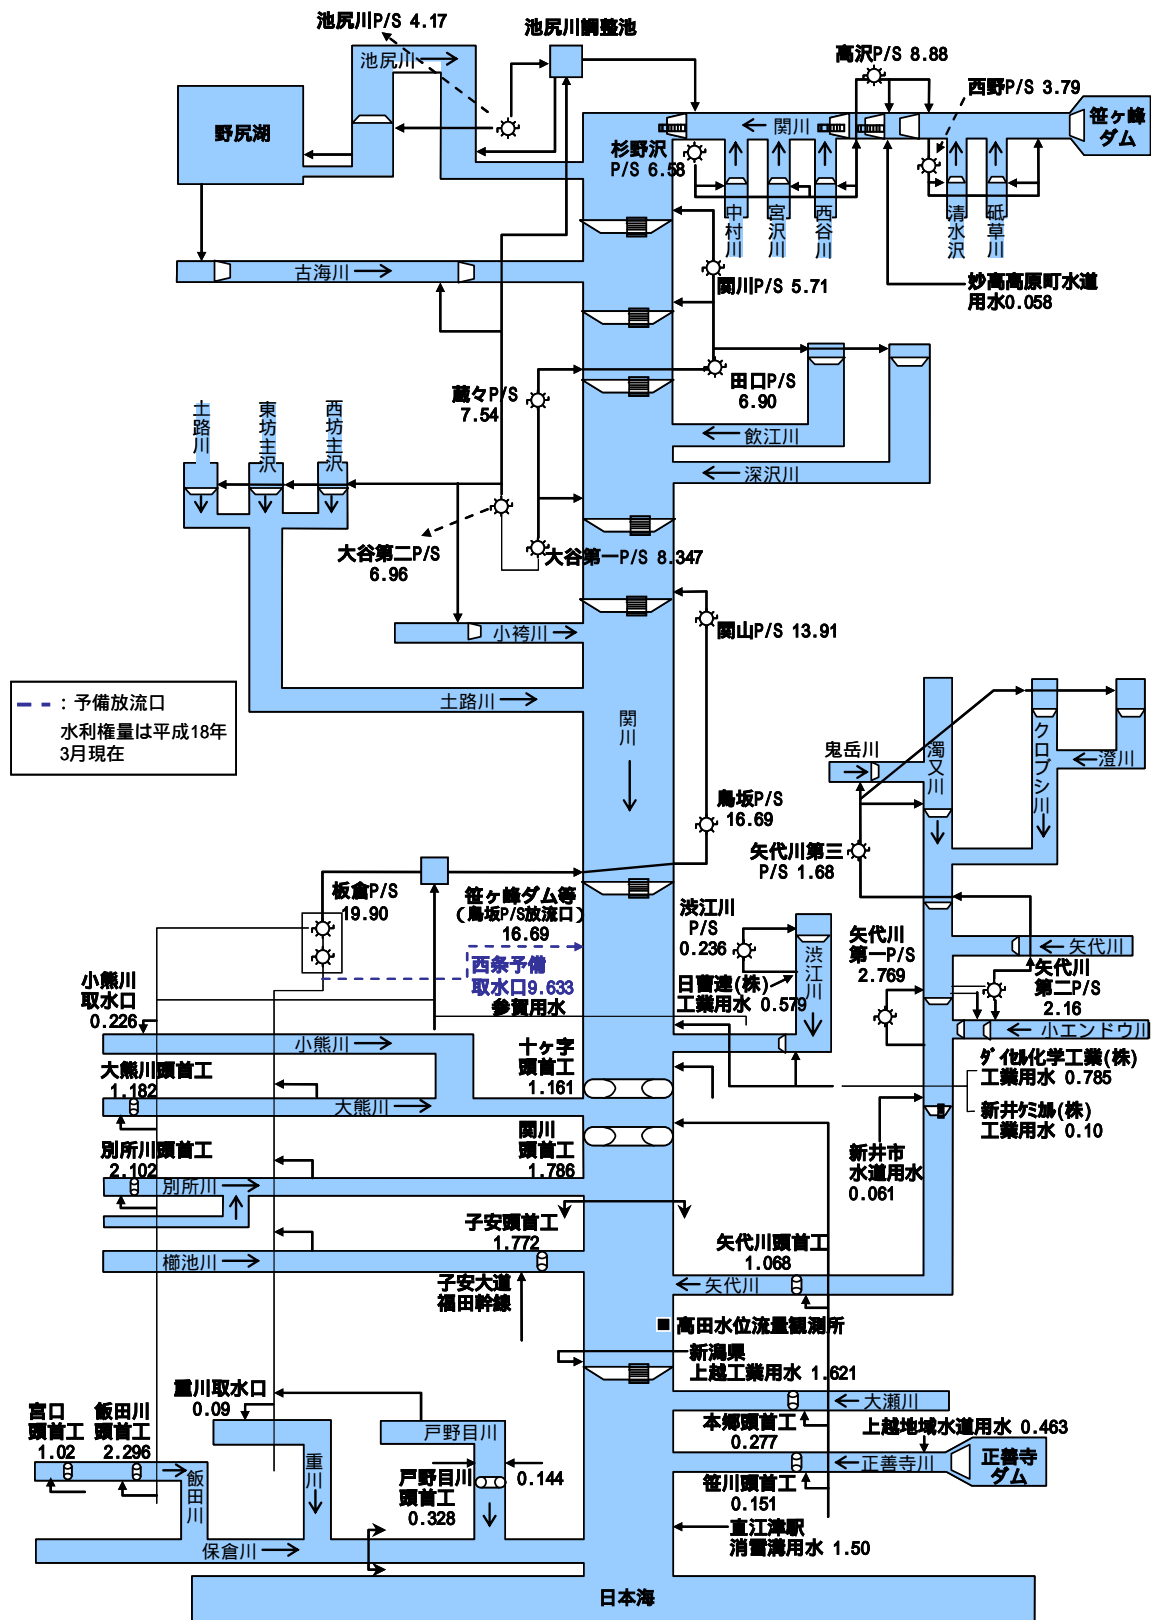 池尻川P/S 4.17
池尻川調整池
高沢P/S 8.88
池尻川
西野P/S 3.79
野尻湖
関川
笹ヶ峰
ダム
杉野沢
P/S 6.58
中村川
宮沢川
西谷川
清水沢
砥草川
古海川
関川P/S 5.71
妙高高原町水道
用水0.058
蔵々P/S
7.54
田口P/S
6.90
土路川
東坊主沢
西坊主沢
飲江川
深沢川
大谷第二P/S
6.96
大谷第一P/S 8.347
小袴川
関山P/S 13.91
：予備放流口
水利権量は平成18年
3月現在
土路川
関川
鬼岳川
濁又川
クロブシ川
澄川
鳥坂P/S
16.69
矢代川第三
P/S 1.68
板倉P/S
19.90
笹ヶ峰ダム等
(鳥坂P/S放流口)
16.69
渋江川
P/S
0.236
渋江川
矢代川
第一P/S
2.769
矢代川
矢代川
第二P/S
2.16
西条予備
取水口9.633
参賀用水
日曹達(株)
工業用水 0.579
小熊川
取水口
0.226
小熊川
十ヶ字
頭首工
1.161
小エンドウ川
ダイセル化学工業(株)
工業用水 0.785
大熊川頭首工
1.182
大熊川
関川
頭首工
1.786
新井ケミカル(株)
工業用水 0.10
別所川頭首工
2.102
別所川
新井市
水道用水
0.061
子安頭首工
1.772
櫛池川
矢代川頭首工
1.068
子安大道
福田幹線
矢代川
高田水位流量観測所
新潟県
上越工業用水 1.621
重川取水口
0.09
大瀬川
宮口
頭首工
1.02
飯田川
頭首工
2.296
戸野目川
本郷頭首工
0.277
上越地域水道用水 0.463
飯田川
重川
戸野目川
頭首工
0.328
0.144
正善寺川
正善寺
ダム
笹川頭首工
0.151
直江津駅
消雪溝用水 1.50
保倉川
日本海